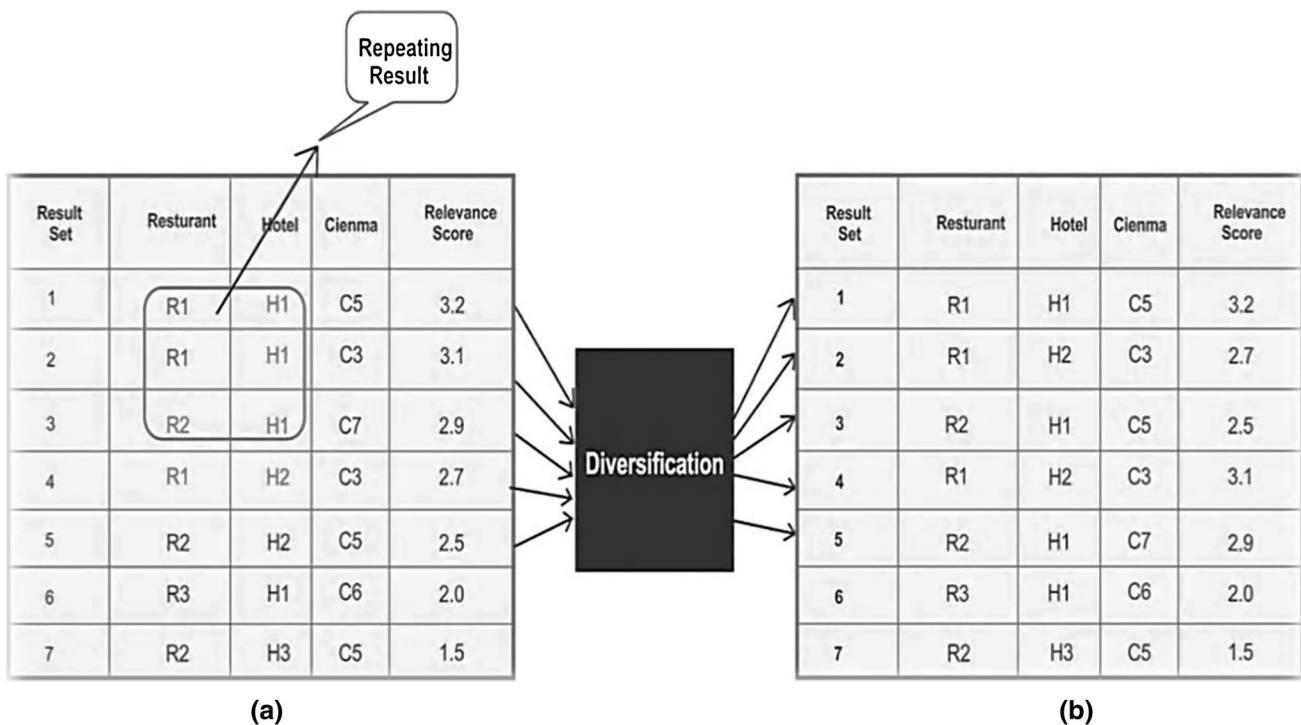 Repeating
Result
Result
Set Resturant Hotel Cienma Relevance
Score
1 R1 H1 C5 3.2
2 R1 H1 C3 3.1
3 R2 H1 C7 2.9
4 R1 H2 C3 2.7
5 R2 H2 C5 2.5
6 R3 H1 C6 2.0
7 R2 H3 C5 1.5
(a)
Diversification
Result
Set Resturant Hotel Cienma Relevance
Score
1 R1 H1 C5 3.2
2 R1 H2 C3 2.7
3 R2 H1 C5 2.5
4 R1 H2 C3 3.1
5 R2 H1 C7 2.9
6 R3 H1 C6 2.0
7 R2 H3 C5 1.5
(b)